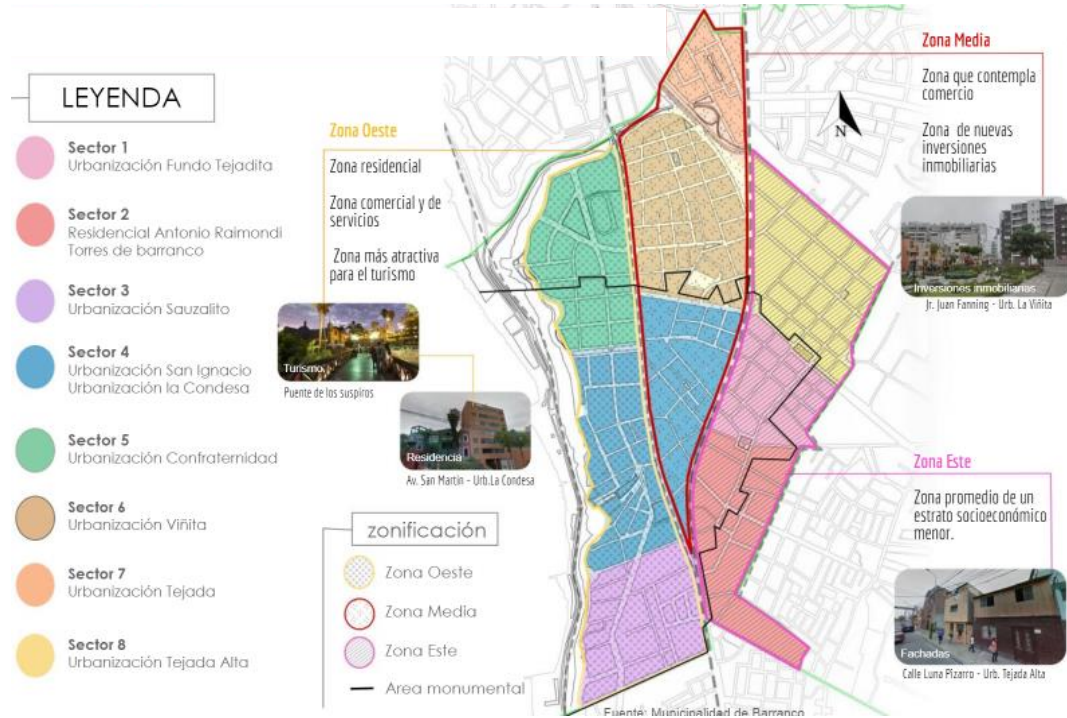 LEYENDA
Sector 1
Urbanización Fundo Tejadita
Sector 2
Residencial Antonio Raimondi
Torres de barranco
Sector 3
Urbanización Sauzalito
Sector 4
Urbanización San Ignacio
Urbanización la Condesa
Sector 5
Urbanización Confraternidad
Sector 6
Urbanización Viñita
Sector 7
Urbanización Tejada
Sector 8
Urbanización Tejada Alta
Zona Oeste
Zona residencial
Zona comercial y de
servicios
Zona más atractiva
para el turismo
Turismo
Puente de los suspiros
Residencia
Av. San Martin - Urb.La Condesa
zonificación
Zona Oeste
Zona Media
Zona Este
Area monumental
N
Zona Media
Zona que contempla
comercio
Zona de nuevas
inversiones
inmobiliarias
Inversiones inmobiliarias
Jr. Juan Fanning - Urb. La Viñita
Zona Este
Zona promedio de un
estrato socioeconómico
menor.
Fachadas
Calle Luna Pizarro - Urb. Tejada Alta
Fuente: Municipalidad de Barranco